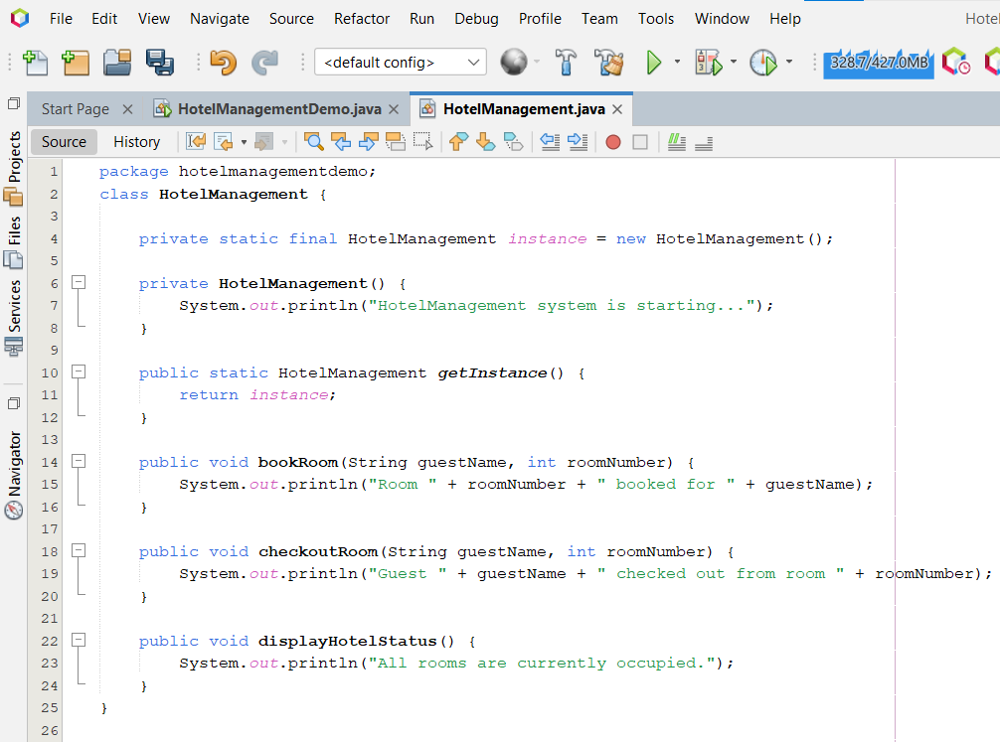 File Edit View Navigate Source Refactor Run Debug Profile Team Tools Window Help Hotel
<default config> 328.7/427.0MB
Start Page HotelManagementDemo.java HotelManagement.java
Source History
Projects
Files
Services
Navigator
1 package hotelmanagementdemo;
2 class HotelManagement {
3
4 private static final HotelManagement instance = new HotelManagement();
5
6 private HotelManagement() {
7 System.out.println("HotelManagement system is starting...");
8 }
9
10 public static HotelManagement getInstance() {
11 return instance;
12 }
13
14 public void bookRoom(String guestName, int roomNumber) {
15 System.out.println("Room " + roomNumber + " booked for " + guestName);
16 }
17
18 public void checkoutRoom(String guestName, int roomNumber) {
19 System.out.println("Guest " + guestName + " checked out from room " + roomNumber);
20 }
21
22 public void displayHotelStatus() {
23 System.out.println("All rooms are currently occupied.");
24 }
25 }
26